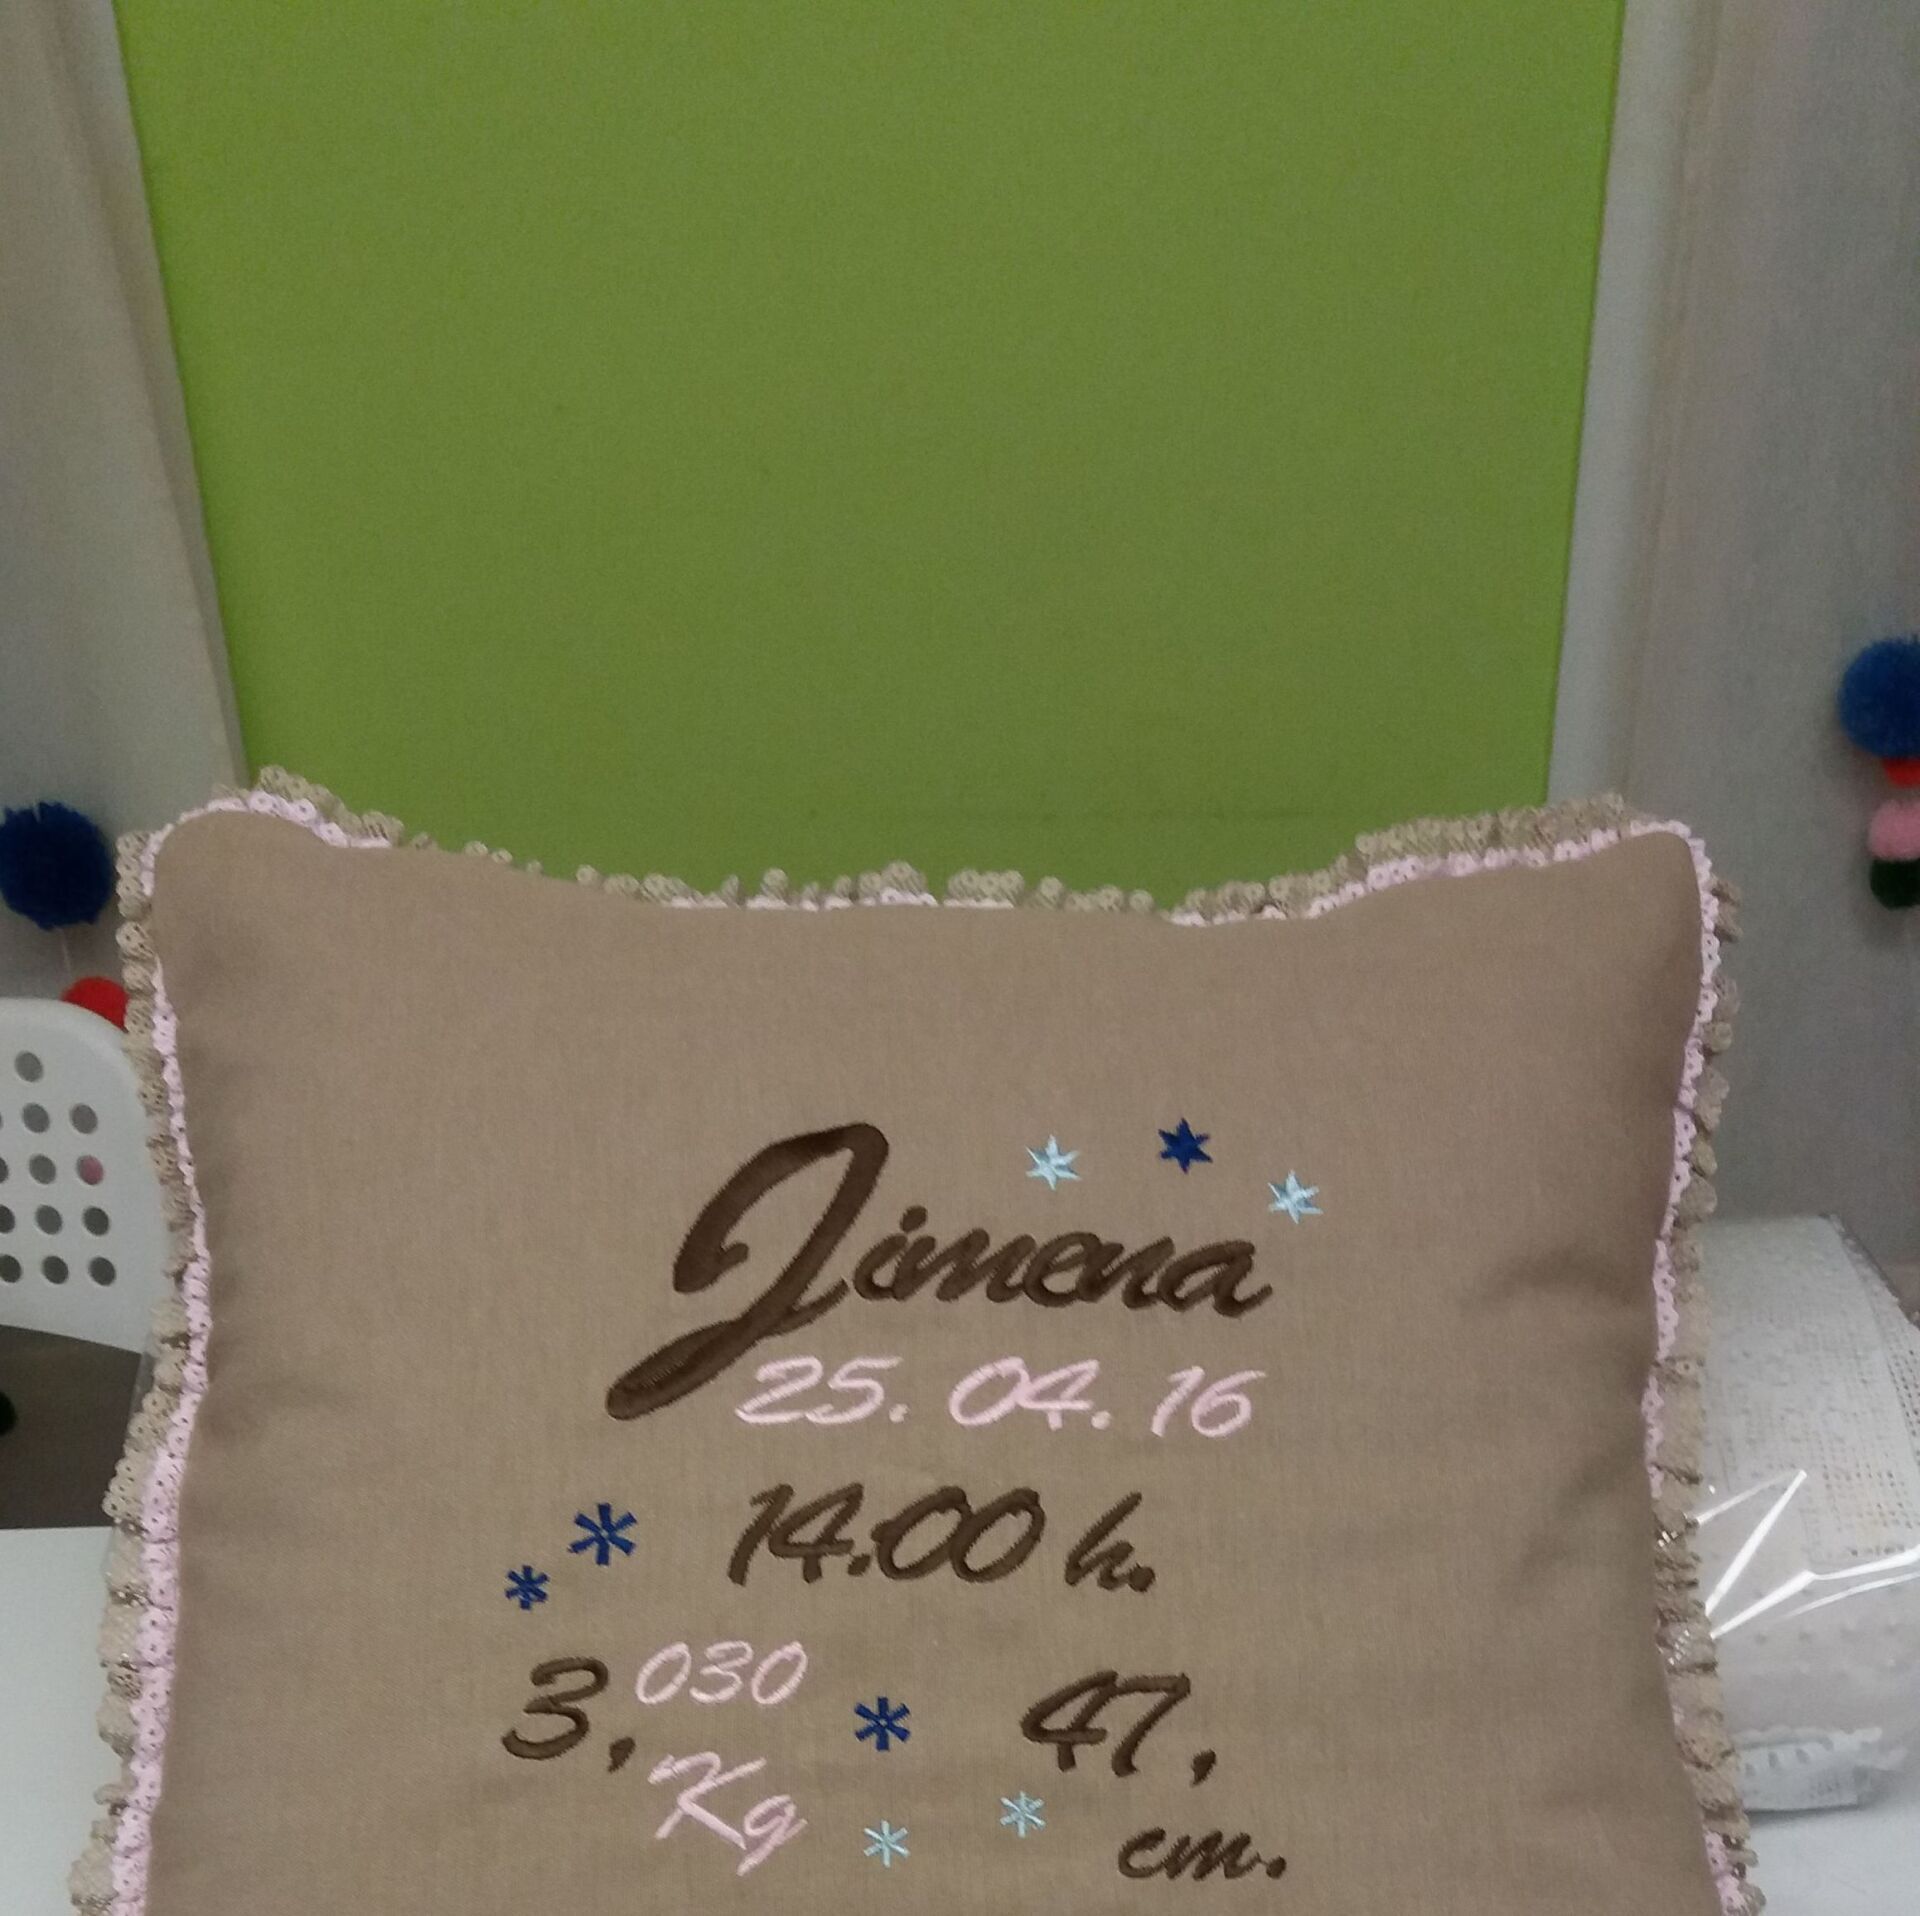 Jimena
25. 04. 16
14.00 h.
3,030 47,
Kg cm.